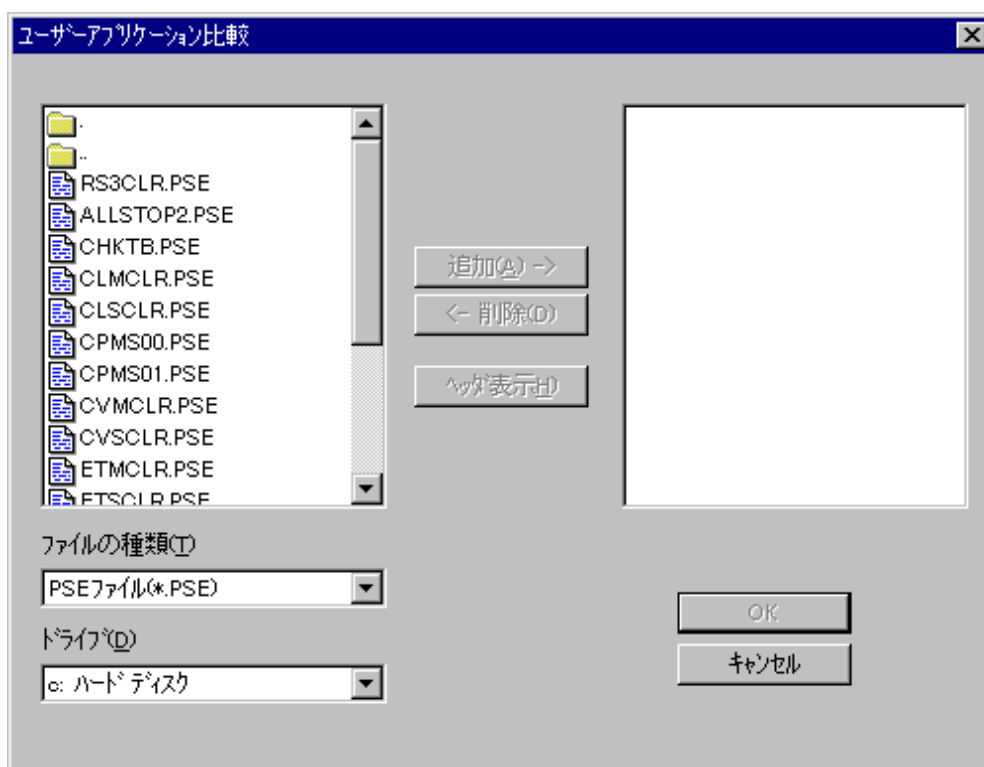 ユーザーアプリケーション比較
.
..
RS3CLR.PSE
ALLSTOP2.PSE
CHKTB.PSE
CLMCLR.PSE
CLSCLR.PSE
CPMS00.PSE
CPMS01.PSE
CVMCLR.PSE
CVSCLR.PSE
ETMCLR.PSE
ETSCLR.PSE
追加(A) ->
<- 削除(D)
ヘッダ表示(H)
ファイルの種類(T)
PSEファイル(*.PSE)
ドライブ(D)
c: ハード ディスク
OK
キャンセル